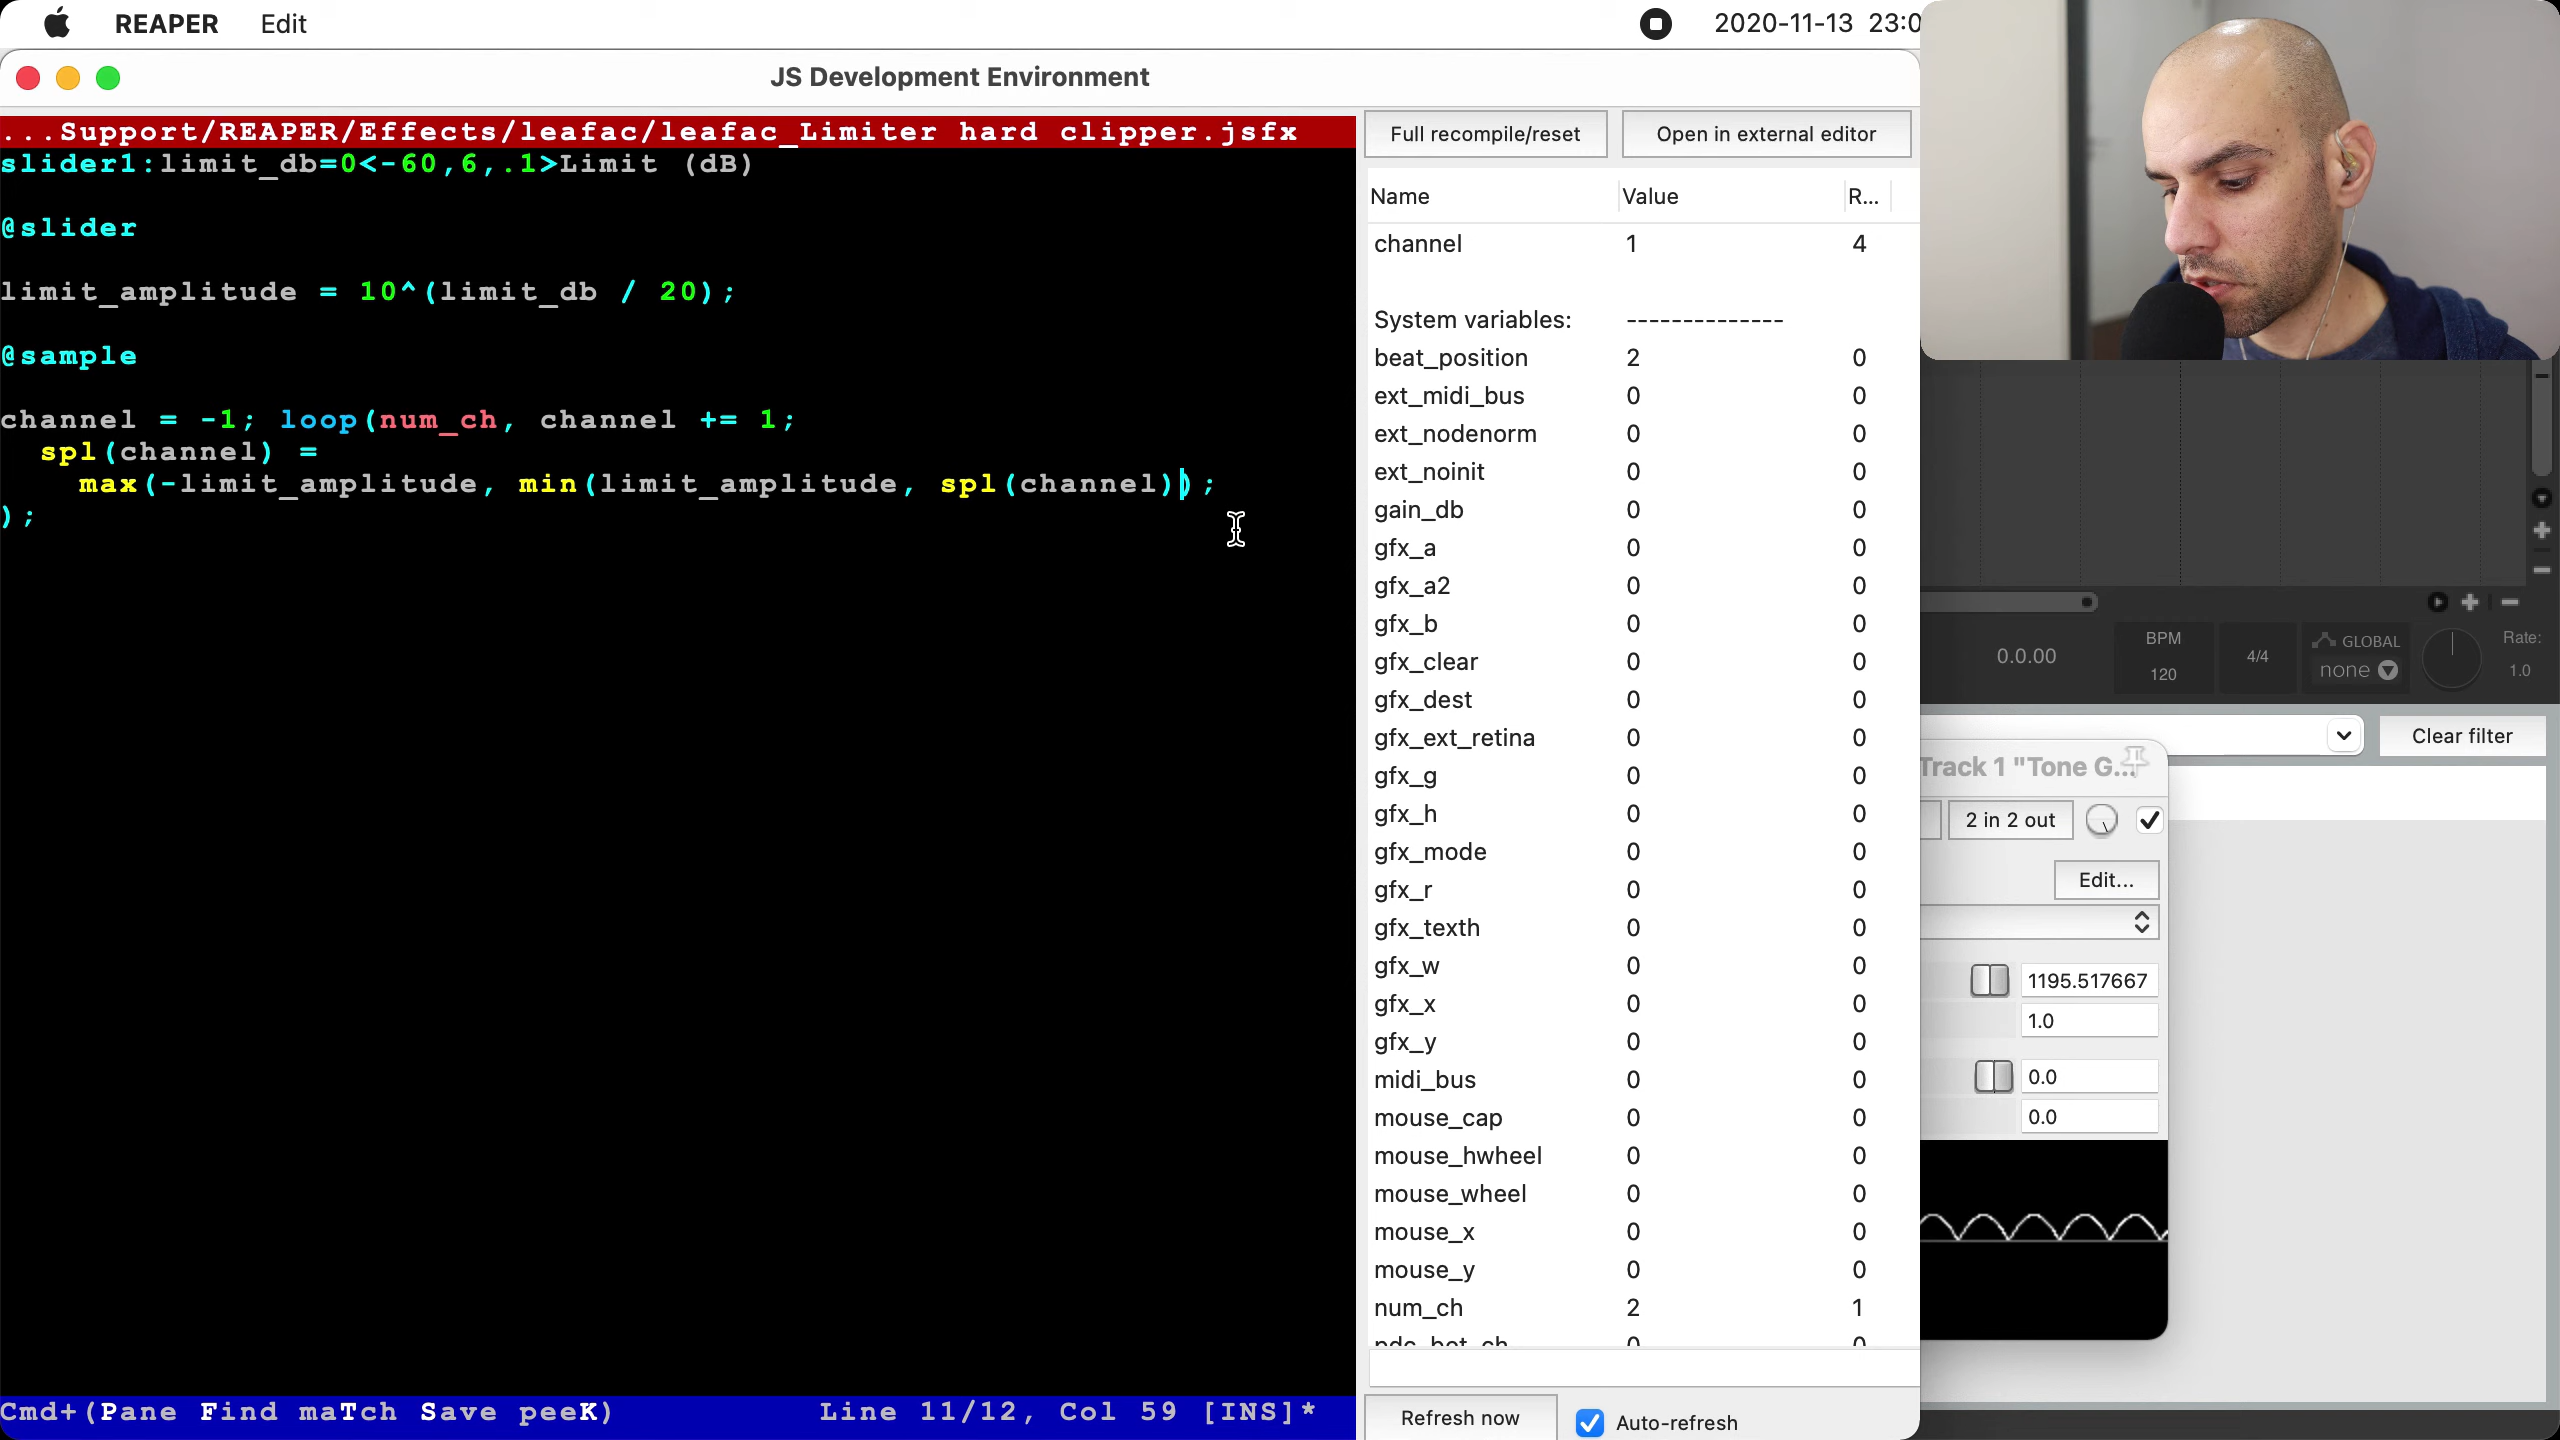 REAPER Edit 2020-11-13 23:0
JS Development Environment
...Support/REAPER/Effects/leafac/leafac_Limiter hard clipper.jsfx
slider1:limit_db=0<-60,6,.1>Limit (dB)
@slider
limit_amplitude = 10^(limit_db / 20);
@sample
channel = -1; loop(num_ch, channel += 1;
spl(channel) =
max(-limit_amplitude, min(limit_amplitude, spl(channel));
);
Cmd+(Pane Find maTch Save peeK) Line 11/12, Col 59 [INS]*
Full recompile/reset Open in external editor
Name Value R...
channel 1 4
System variables: --------------
beat_position 2 0
ext_midi_bus 0 0
ext_nodenorm 0 0
ext_noinit 0 0
gain_db 0 0
gfx_a 0 0
gfx_a2 0 0
gfx_b 0 0
gfx_clear 0 0
gfx_dest 0 0
gfx_ext_retina 0 0
gfx_g 0 0
gfx_h 0 0
gfx_mode 0 0
gfx_r 0 0
gfx_texth 0 0
gfx_w 0 0
gfx_x 0 0
gfx_y 0 0
midi_bus 0 0
mouse_cap 0 0
mouse_hwheel 0 0
mouse_wheel 0 0
mouse_x 0 0
mouse_y 0 0
num_ch 2 1
pdc_bot_ch 0 0
Refresh now Auto-refresh
0.0.00
BPM
120
4/4
GLOBAL
none
Rate:
1.0
Clear filter
Track 1 "Tone G...
2 in 2 out
Edit...
1195.517667
1.0
0.0
0.0